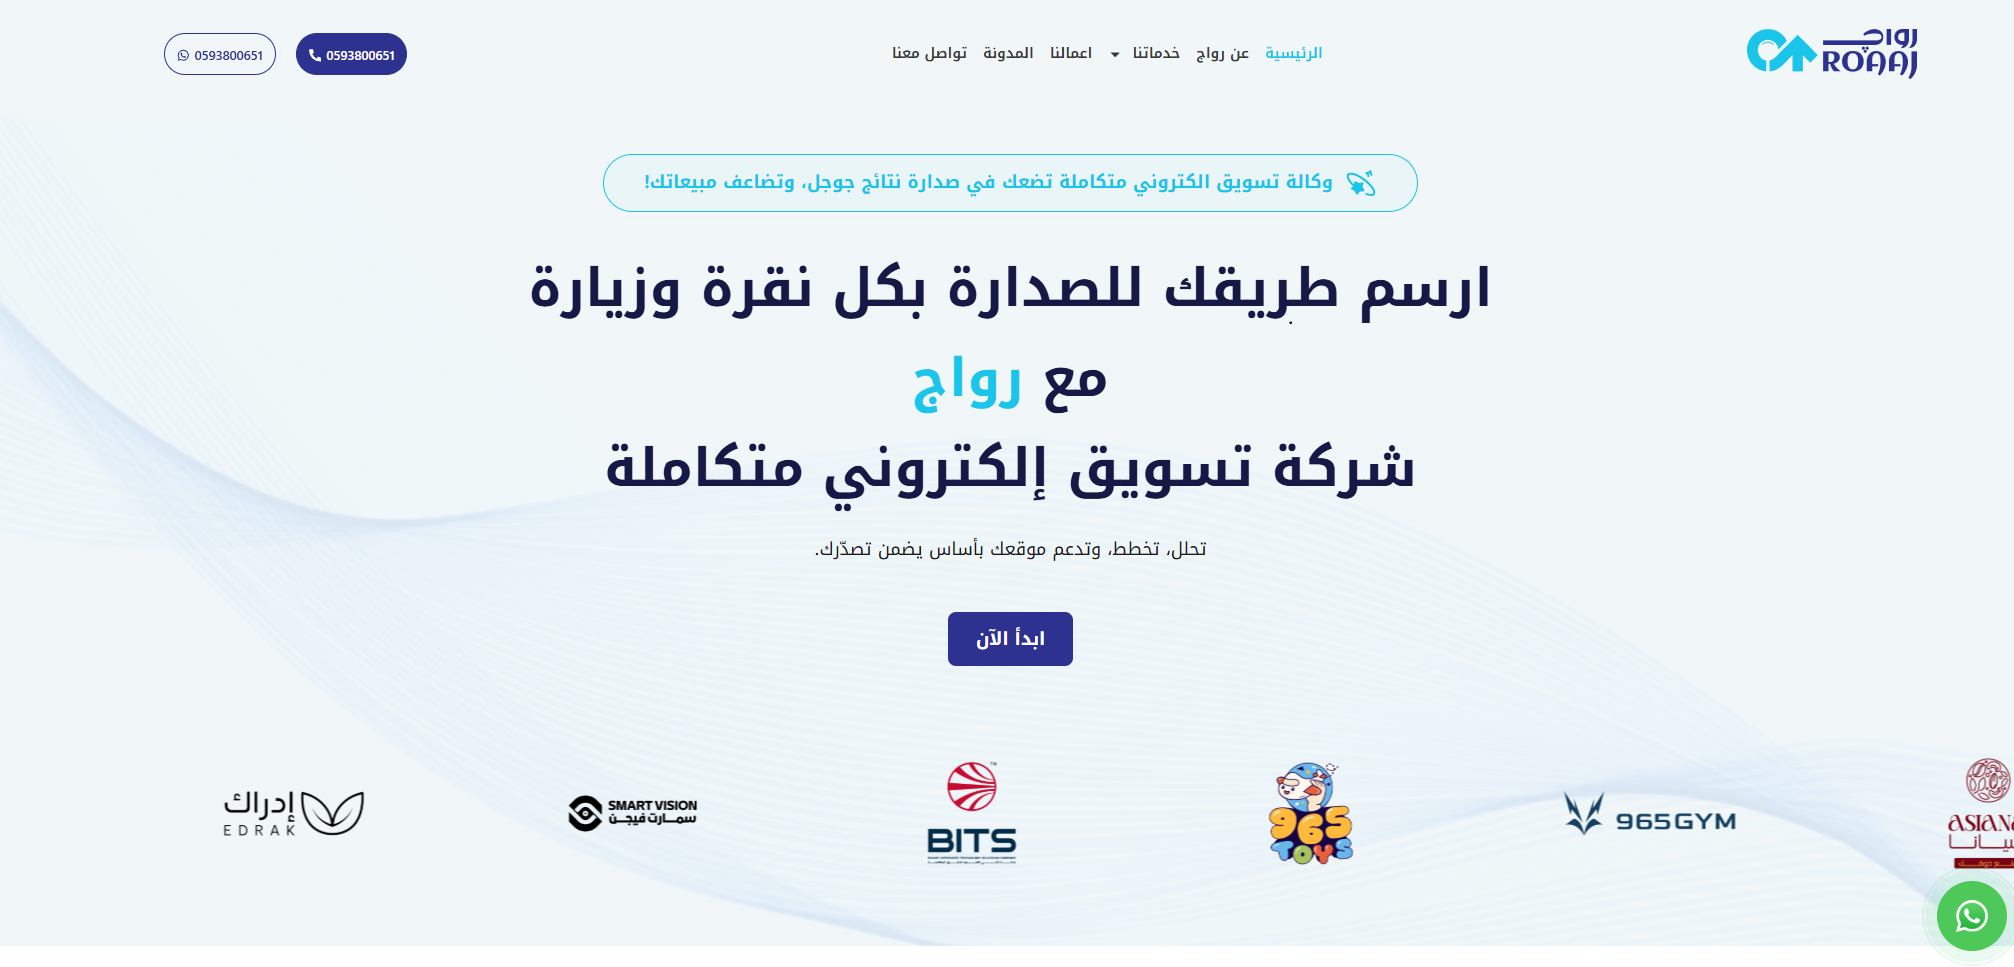 رواج
ROAAJ
الرئيسية
عن رواج
خدماتنا
اعمالنا
المدونة
تواصل معنا
0593800651
0593800651
وكالة تسويق الكتروني متكاملة تضعك في صدارة نتائج جوجل، وتضاعف مبيعاتك!
ارسم طريقك للصدارة بكل نقرة وزيارة
مع رواج
شركة تسويق إلكتروني متكاملة
تحلل، تخطط، وتدعم موقعك بأساس يضمن تصدّرك.
ابدأ الآن
965GYM
965
TOYS
BITS
SMART VISION
سمارت فيجن
إدراك
EDRAK